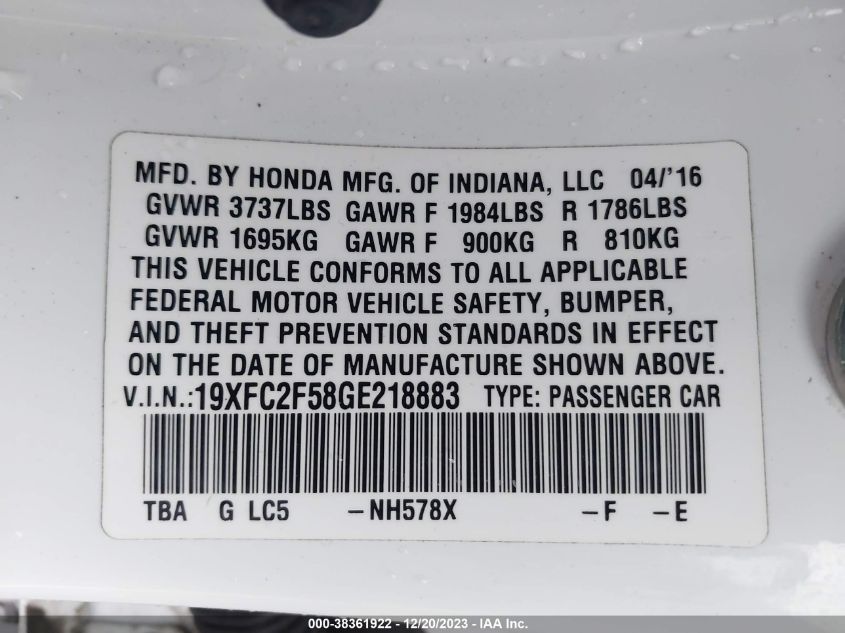 MFD. BY HONDA MFG. OF INDIANA, LLC 04/'16
GVWR 3737LBS GAWR F 1984LBS R 1786LBS
GVWR 1695KG GAWR F 900KG R 810KG
THIS VEHICLE CONFORMS TO ALL APPLICABLE
FEDERAL MOTOR VEHICLE SAFETY, BUMPER,
AND THEFT PREVENTION STANDARDS IN EFFECT
ON THE DATE OF MANUFACTURE SHOWN ABOVE.
V.I.N.:19XFC2F58GE218883 TYPE: PASSENGER CAR
TBA G LC5 -NH578X -F -E
000-38361922 - 12/20/2023 - IAA Inc.